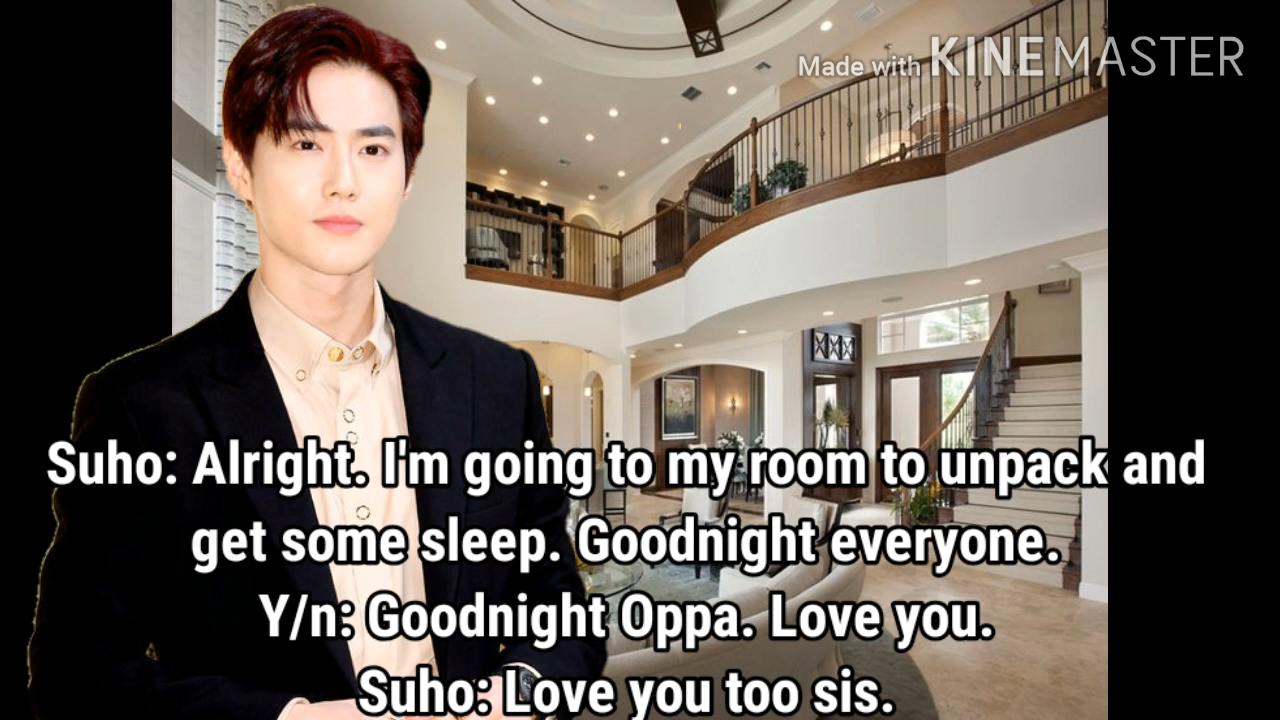 Made with KINEMASTER
Suho: Alright. I'm going to my room to unpack and
get some sleep. Goodnight everyone.
Y/n: Goodnight Oppa. Love you.
Suho: Love you too sis.